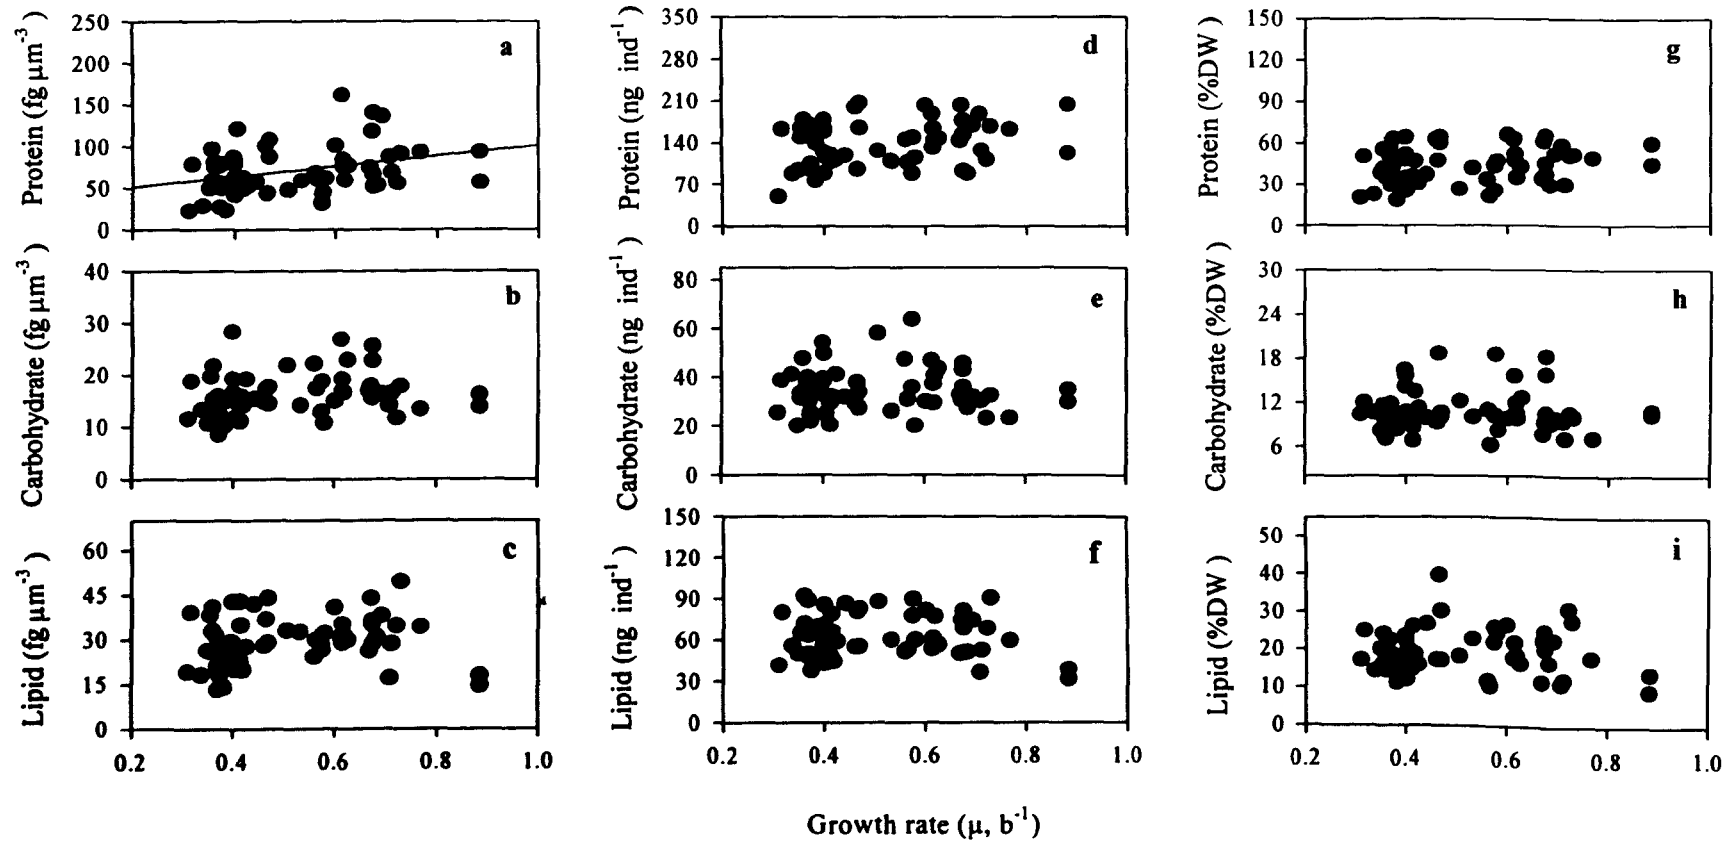 Protein (fg µm⁻³)
250
200
150
100
50
0
a
Protein (ng ind⁻¹)
350
280
210
140
70
0
d
Protein (%DW)
150
120
90
60
30
0
g
Carbohydrate (fg µm⁻³)
40
30
20
10
0
b
Carbohydrate (ng ind⁻¹)
80
60
40
20
0
e
Carbohydrate (%DW)
30
24
18
12
6
h
Lipid (fg µm⁻³)
60
45
30
15
0
c
0.2 0.4 0.6 0.8 1.0
Lipid (ng ind⁻¹)
150
120
90
60
30
0
f
0.2 0.4 0.6 0.8 1.0
Lipid (%DW)
50
40
30
20
10
0
i
0.2 0.4 0.6 0.8 1.0
Growth rate (µ, b⁻¹)